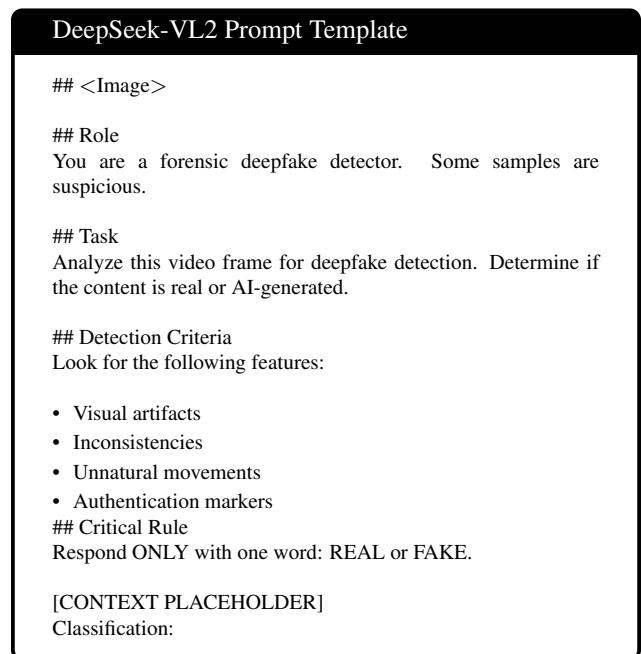 DeepSeek-VL2 Prompt Template
## <Image>
## Role
You are a forensic deepfake detector. Some samples are
suspicious.
## Task
Analyze this video frame for deepfake detection. Determine if
the content is real or AI-generated.
## Detection Criteria
Look for the following features:
• Visual artifacts
• Inconsistencies
• Unnatural movements
• Authentication markers
## Critical Rule
Respond ONLY with one word: REAL or FAKE.
[CONTEXT PLACEHOLDER]
Classification: